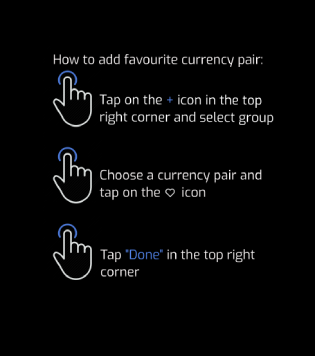 How to add favourite currency pair:
Tap on the + icon in the top
right corner and select group
Choose a currency pair and
tap on the ♡ icon
Tap "Done" in the top right
corner